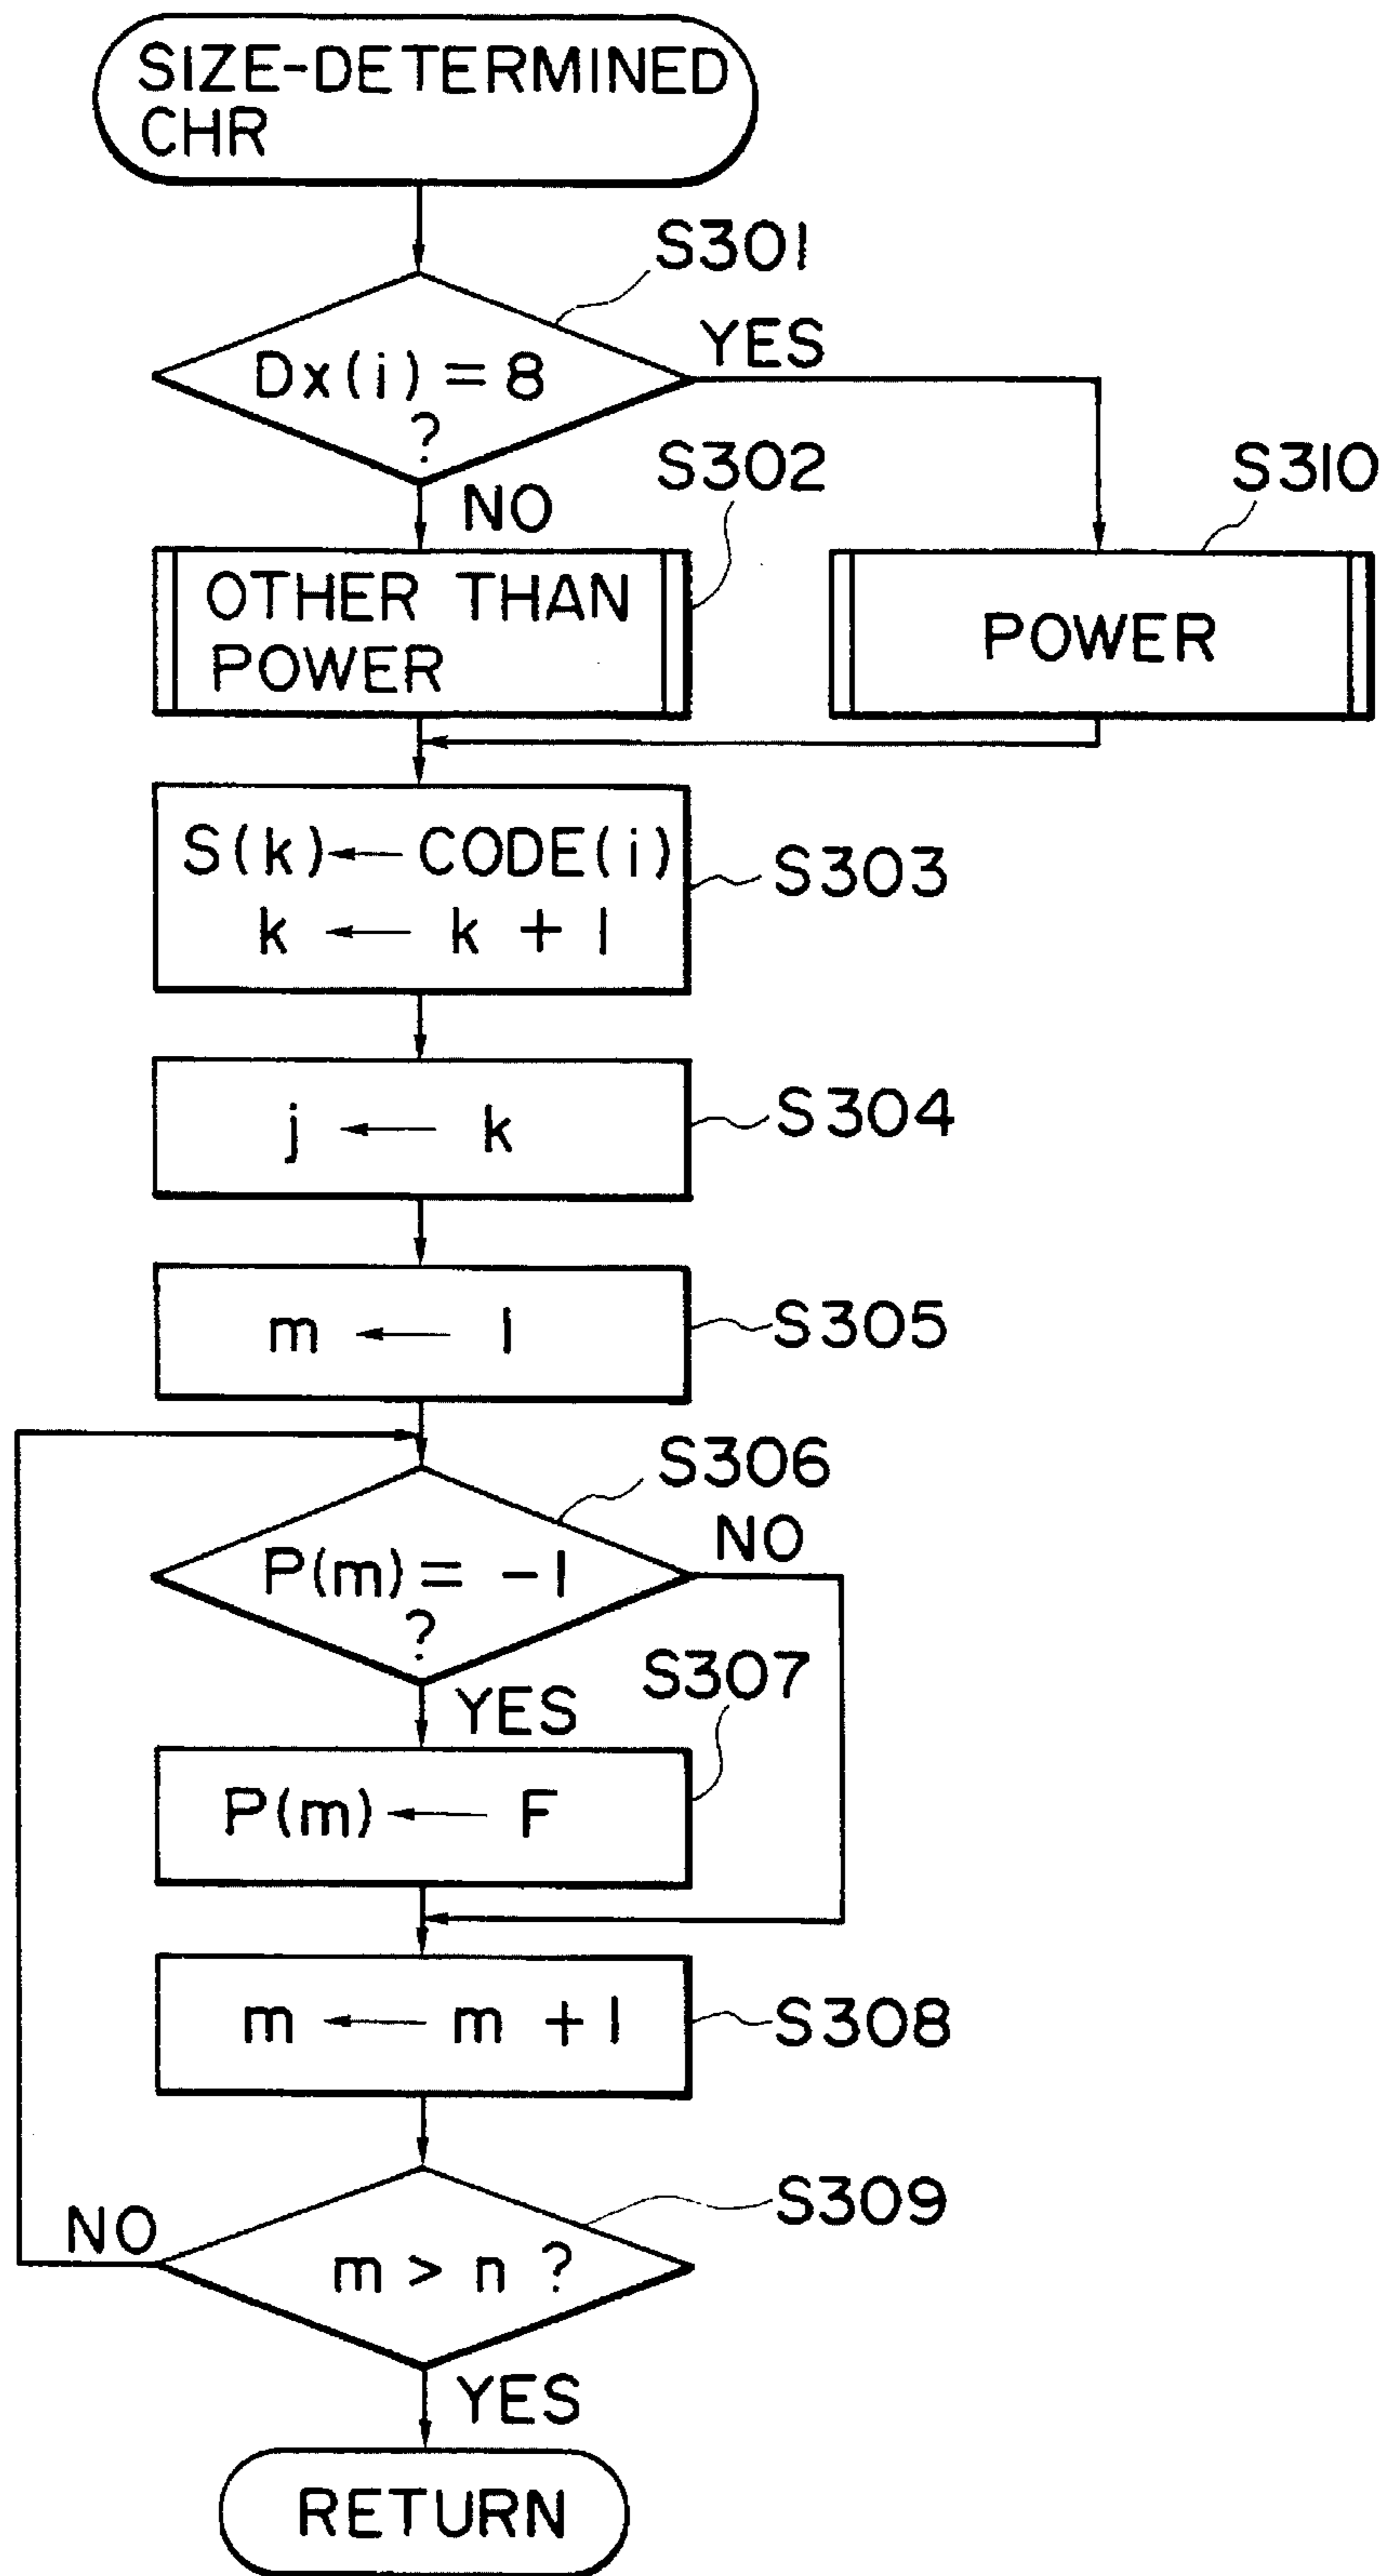 SIZE-DETERMINED
CHR
S301
Dx(i) = 8
?
YES
NO
S302
OTHER THAN
POWER
S310
POWER
S(k) ← CODE(i)
k ← k + 1
S303
j ← k
S304
m ← 1
S305
S306
P(m) = -1
?
NO
YES
S307
P(m) ← F
m ← m + 1
S308
S309
m > n ?
NO
YES
RETURN